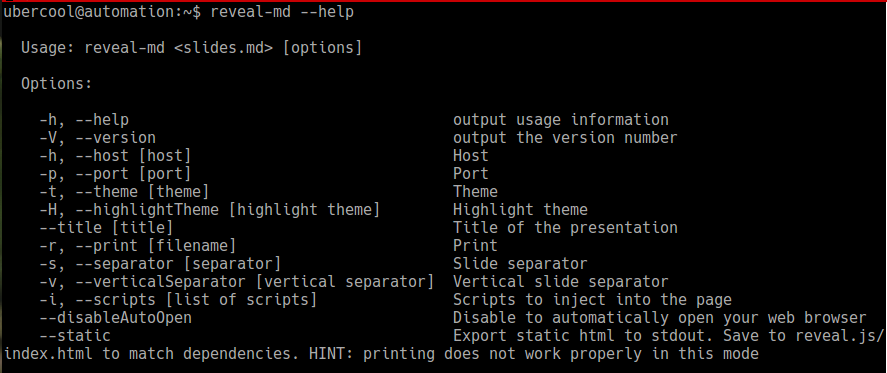 ubercool@automation:~$ reveal-md --help
Usage: reveal-md <slides.md> [options]
Options:
-h, --help output usage information
-V, --version output the version number
-h, --host [host] Host
-p, --port [port] Port
-t, --theme [theme] Theme
-H, --highlightTheme [highlight theme] Highlight theme
--title [title] Title of the presentation
-r, --print [filename] Print
-s, --separator [separator] Slide separator
-v, --verticalSeparator [vertical separator] Vertical slide separator
-i, --scripts [list of scripts] Scripts to inject into the page
--disableAutoOpen Disable to automatically open your web browser
--static Export static html to stdout. Save to reveal.js/
index.html to match dependencies. HINT: printing does not work properly in this mode